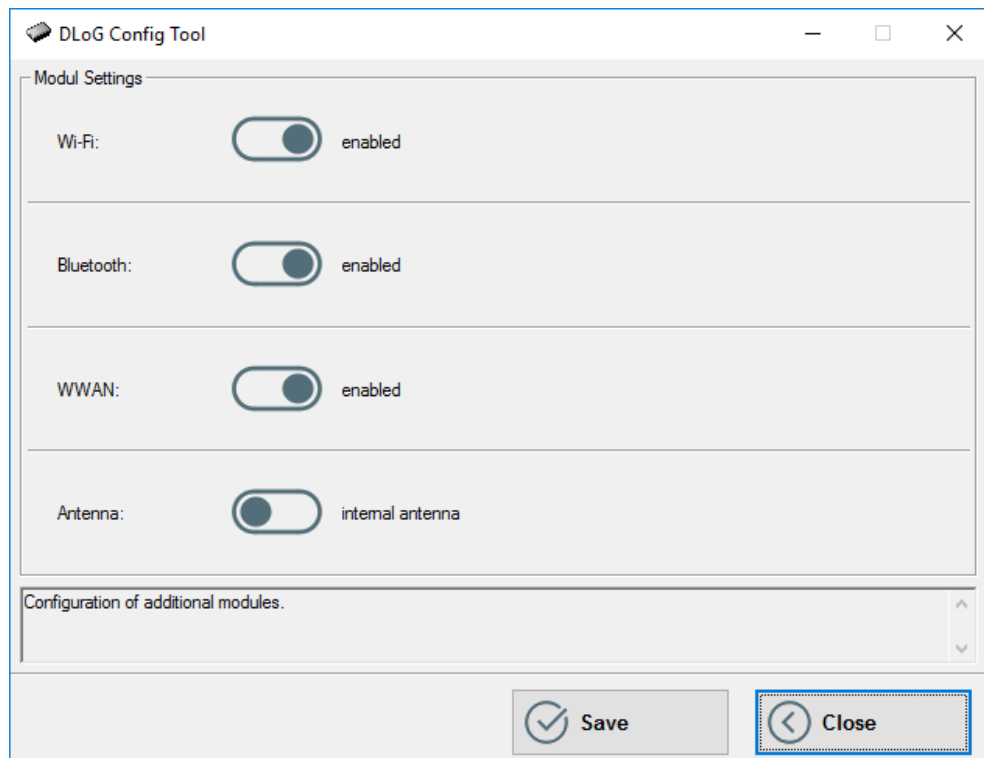 DLoG Config Tool
Modul Settings
Wi-Fi: enabled
Bluetooth: enabled
WWAN: enabled
Antenna: internal antenna
Configuration of additional modules.
Save Close